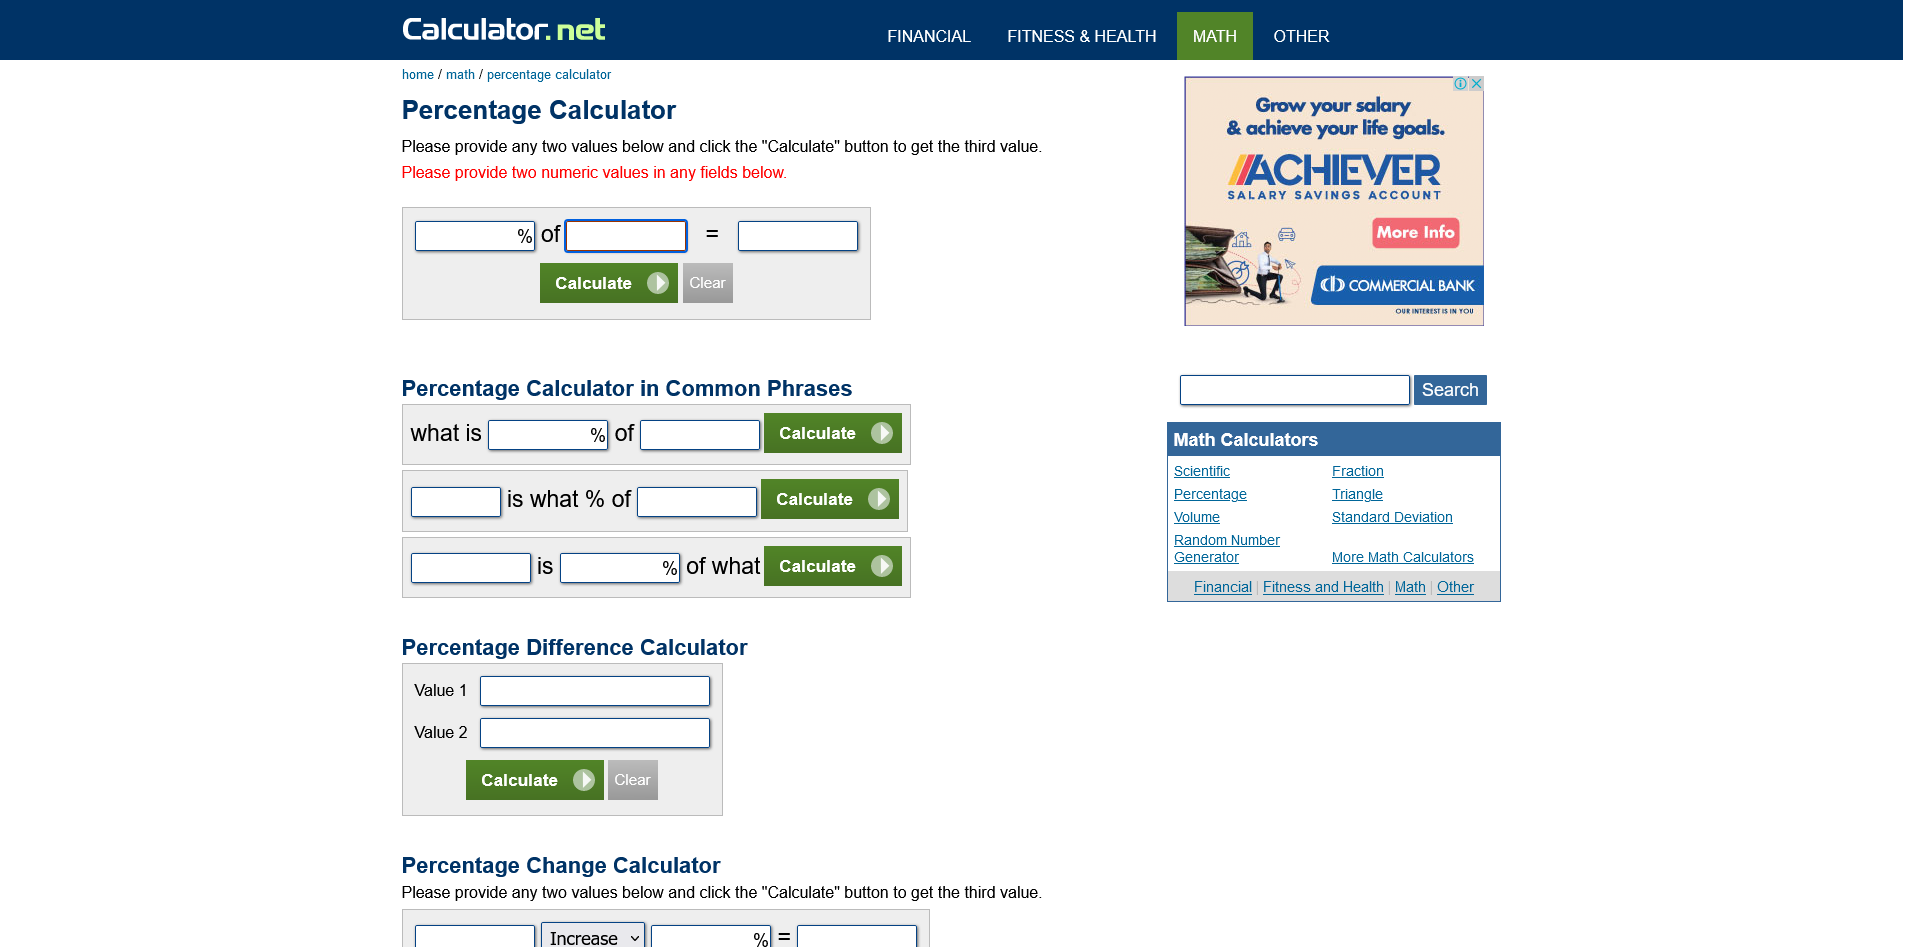 Calculator.net
FINANCIAL FITNESS & HEALTH MATH OTHER
home / math / percentage calculator
Percentage Calculator
Please provide any two values below and click the "Calculate" button to get the third value.
Please provide two numeric values in any fields below.
% of =
Calculate Clear
Percentage Calculator in Common Phrases
what is % of Calculate
is what % of Calculate
is % of what Calculate
Percentage Difference Calculator
Value 1
Value 2
Calculate Clear
Percentage Change Calculator
Please provide any two values below and click the "Calculate" button to get the third value.
Increase % =
Grow your salary
& achieve your life goals.
ACHIEVER
SALARY SAVINGS ACCOUNT
More Info
COMMERCIAL BANK
OUR INTEREST IS IN YOU
Search
Math Calculators
Scientific Fraction
Percentage Triangle
Volume Standard Deviation
Random Number
Generator More Math Calculators
Financial | Fitness and Health | Math | Other